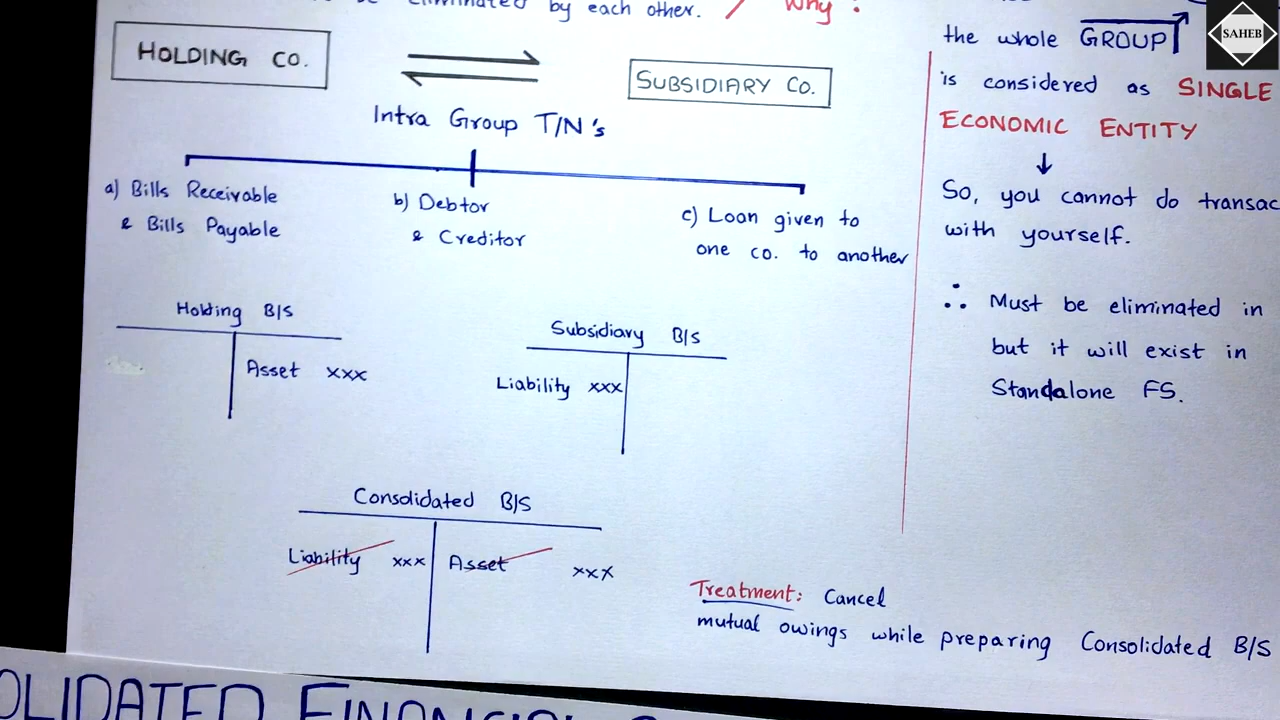 eliminated by each other. Why?
HOLDING CO.
SUBSIDIARY CO.
Intra Group T/N's
a) Bills Receivable
& Bills Payable
b) Debtor
& Creditor
c) Loan given to
one co. to another
Holding B/S
Asset xxx
Subsidiary B/S
Liability xxx
Consolidated B/S
Liability xxx Asset xxx
the whole GROUP
is considered as SINGLE
ECONOMIC ENTITY
So, you cannot do transac
with yourself.
∴ Must be eliminated in
but it will exist in
Standalone FS.
Treatment: Cancel
mutual owings while preparing Consolidated B/S
OLIDATED FINANCIAL
SAHEB